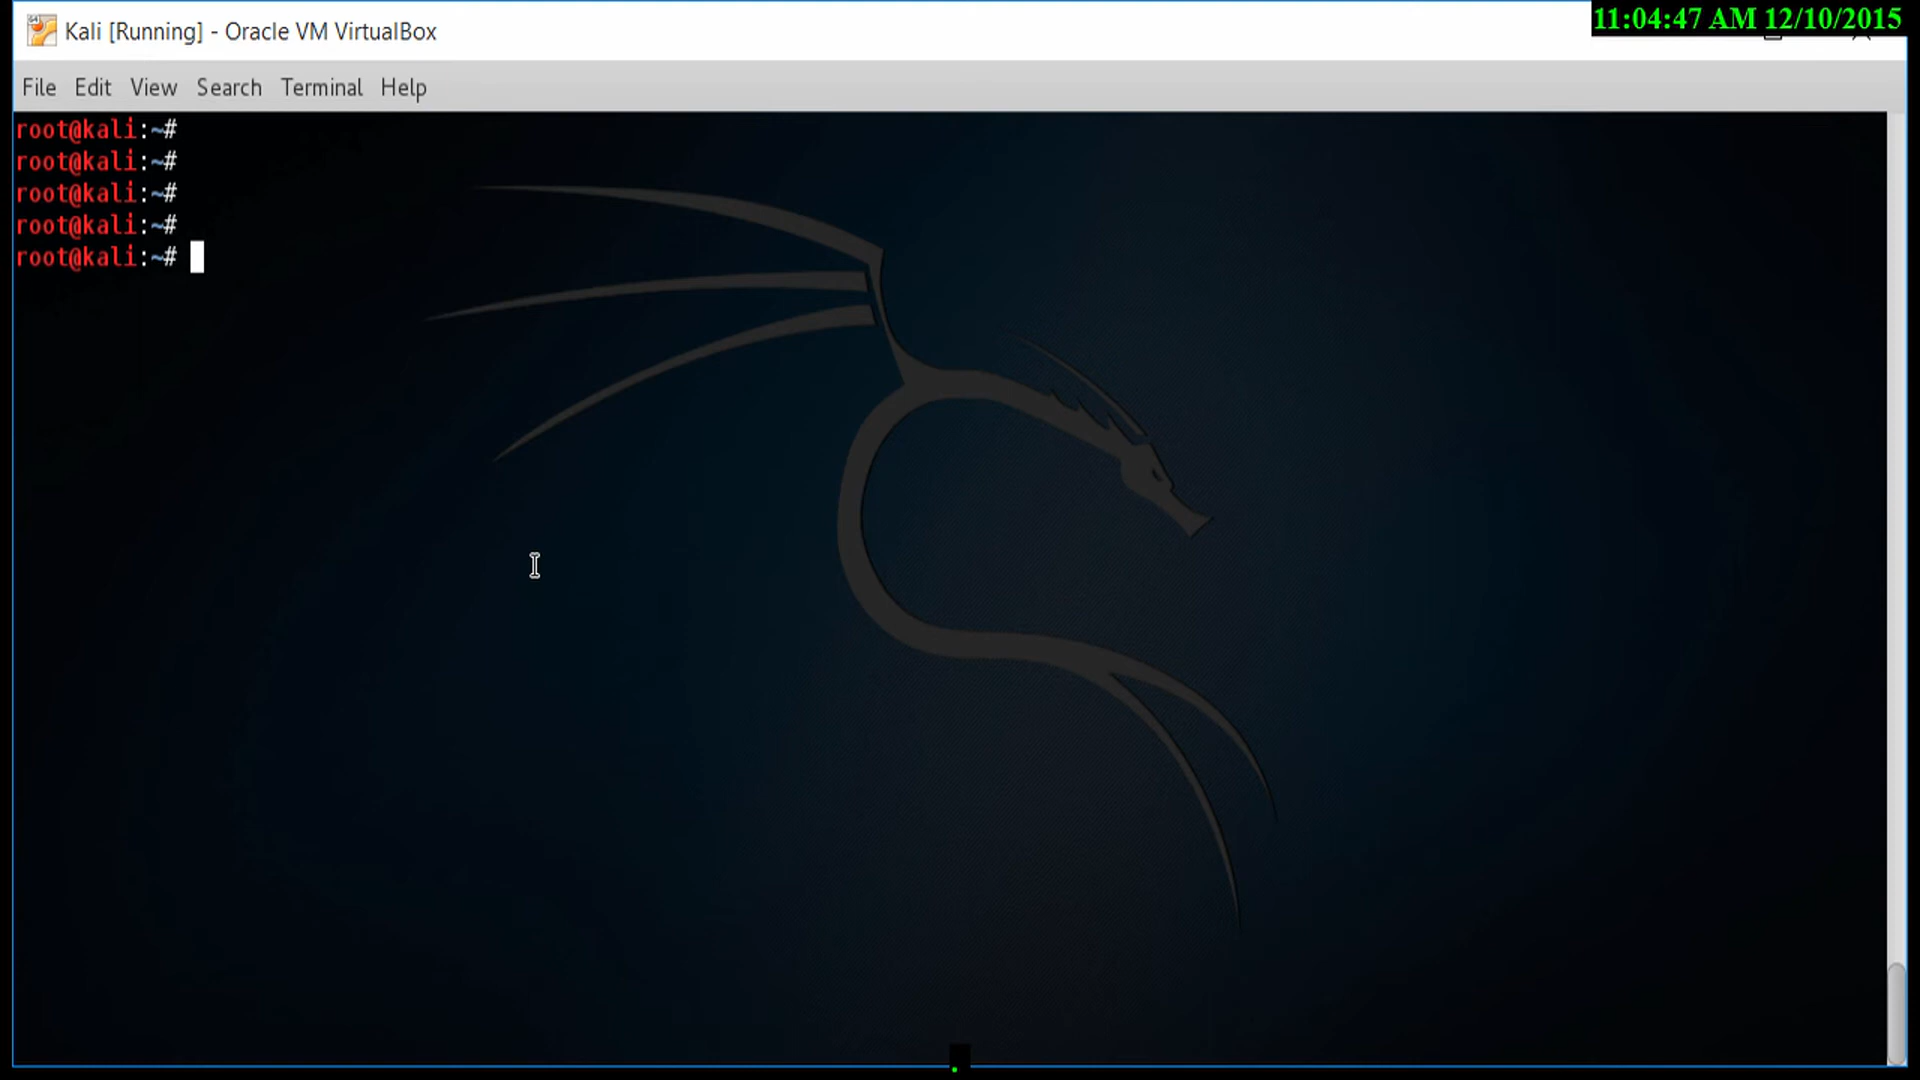 Kali [Running] - Oracle VM VirtualBox
11:04:47 AM 12/10/2015
File Edit View Search Terminal Help
root@kali:~#
root@kali:~#
root@kali:~#
root@kali:~#
root@kali:~#